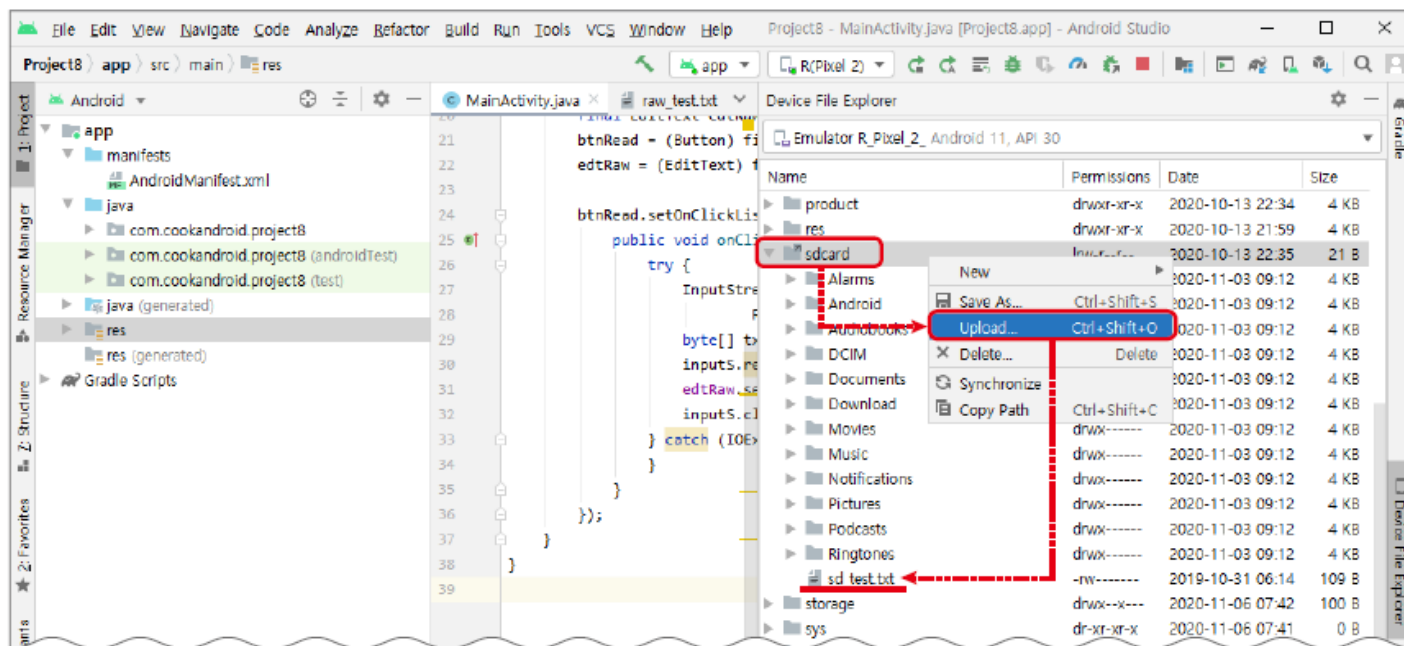 File Edit View Navigate Code Analyze Refactor Build Run Tools VCS Window Help Project8 - MainActivity.java [Project8.app] - Android Studio
Project8 app src main res app R(Pixel 2)
1: Project
Resource Manager
Z: Structure
2: Favorites
Android
app
manifests
AndroidManifest.xml
java
com.cookandroid.project8
com.cookandroid.project8 (androidTest)
com.cookandroid.project8 (test)
java (generated)
res
res (generated)
Gradle Scripts
MainActivity.java raw_test.txt
21 btnRead = (Button) fi
22 edtRaw = (EditText) f
23
24 btnRead.setOnClickLis
25 public void onCli
26 try {
27 InputStre
28
29 byte[] tx
30 inputS.re
31 edtRaw.se
32 inputS.cl
33 } catch (IOEx
34 }
35 }
36 });
37 }
38 }
39
Device File Explorer
Emulator R_Pixel_2_ Android 11, API 30
Name Permissions Date Size
product drwxr-xr-x 2020-10-13 22:34 4 KB
res drwxr-xr-x 2020-10-13 21:59 4 KB
sdcard 2020-10-13 22:35 21 B
Alarms 2020-11-03 09:12 4 KB
Android 2020-11-03 09:12 4 KB
Audiobooks 2020-11-03 09:12 4 KB
DCIM 2020-11-03 09:12 4 KB
Documents 2020-11-03 09:12 4 KB
Download 2020-11-03 09:12 4 KB
Movies drwx------ 2020-11-03 09:12 4 KB
Music drwx------ 2020-11-03 09:12 4 KB
Notifications drwx------ 2020-11-03 09:12 4 KB
Pictures drwx------ 2020-11-03 09:12 4 KB
Podcasts drwx------ 2020-11-03 09:12 4 KB
Ringtones drwx------ 2020-11-03 09:12 4 KB
sd_test.txt -rw------- 2019-10-31 06:14 109 B
storage drwx--x--- 2020-11-06 07:42 100 B
sys dr-xr-xr-x 2020-11-06 07:41 0 B
New
Save As... Ctrl+Shift+S
Upload... Ctrl+Shift+O
Delete... Delete
Synchronize
Copy Path Ctrl+Shift+C
Gradle
Device File Explorer